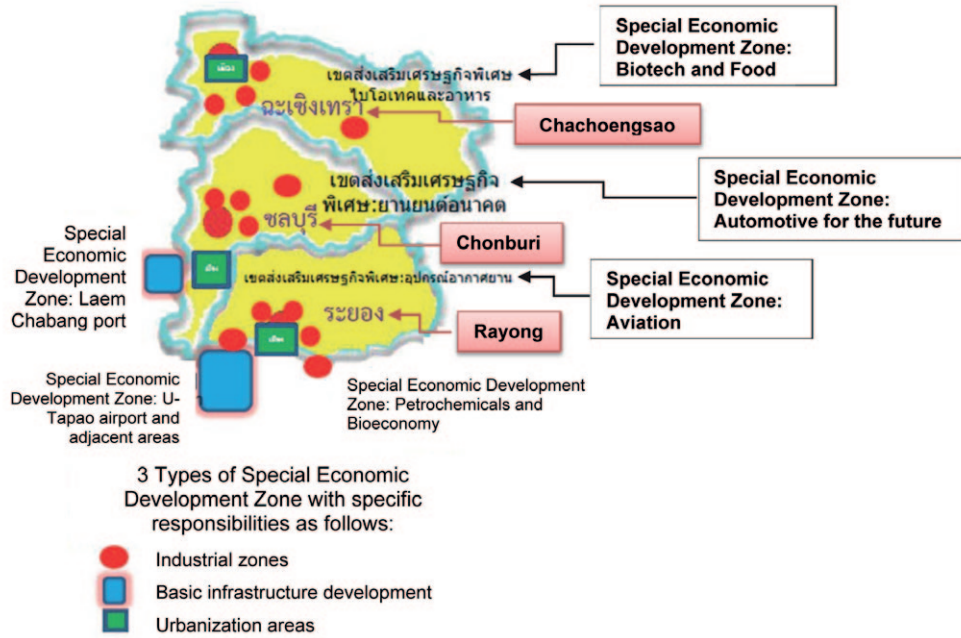 Special Economic
Development Zone:
Biotech and Food
เขตส่งเสริมเศรษฐกิจพิเศษ
ไบโอเทคและอาหาร
ฉะเชิงเทรา
Chachoengsao
เขตส่งเสริมเศรษฐกิจ
พิเศษ:ยานยนต์อนาคต
Special Economic
Development Zone:
Automotive for the future
ชลบุรี
Chonburi
Special
Economic
Development
Zone: Laem
Chabang port
เมือง
เขตส่งเสริมเศรษฐกิจพิเศษ:อุปกรณ์อากาศยาน
Special Economic
Development Zone:
Aviation
ระยอง
Rayong
เมือง
Special Economic
Development Zone: U-
Tapao airport and
adjacent areas
Special Economic Development
Zone: Petrochemicals and
Bioeconomy
3 Types of Special Economic
Development Zone with specific
responsibilities as follows:
Industrial zones
Basic infrastructure development
Urbanization areas